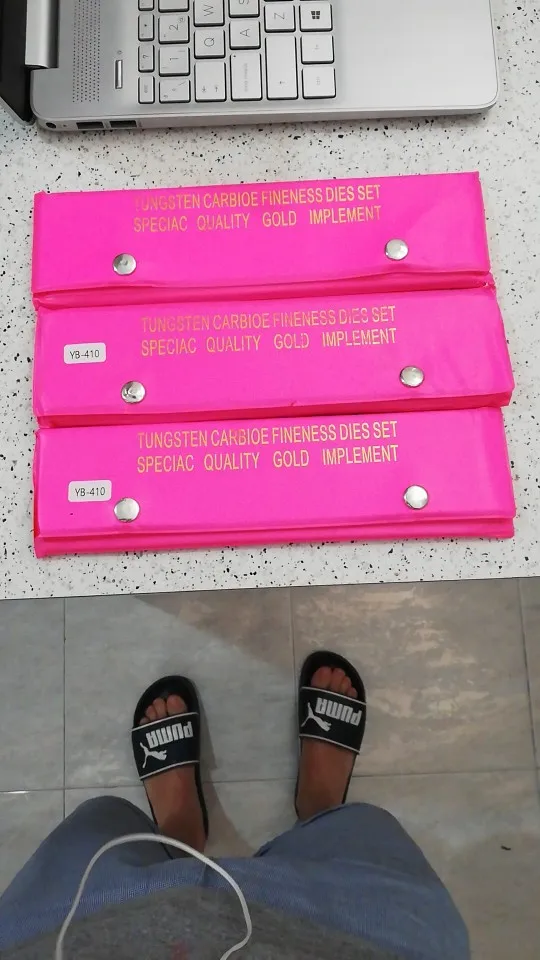 W
S
2
Q
A
Z
TUNGSTEN CARBIOE FINENESS DIES SET
SPECIAC QUALITY GOLD IMPLEMENT
TUNGSTEN CARBIOE FINENESS DIES SET
SPECIAC QUALITY GOLD IMPLEMENT
YB-410
TUNGSTEN CARBIOE FINENESS DIES SET
SPECIAC QUALITY GOLD IMPLEMENT
YB-410
PUMA
PUMA